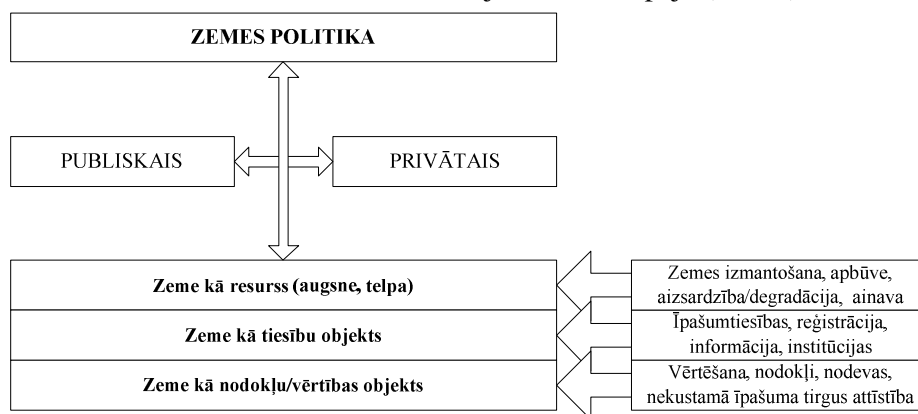 ZEMES POLITIKA
PUBLISKAIS
PRIVĀTAIS
Zeme kā resurss (augsne, telpa)
Zemes izmantošana, apbūve,
aizsardzība/degradācija, ainava
Zeme kā tiesību objekts
Īpašumtiesības, reģistrācija,
informācija, institūcijas
Zeme kā nodokļu/vērtības objekts
Vērtēšana, nodokļi, nodevas,
nekustamā īpašuma tirgus attīstība